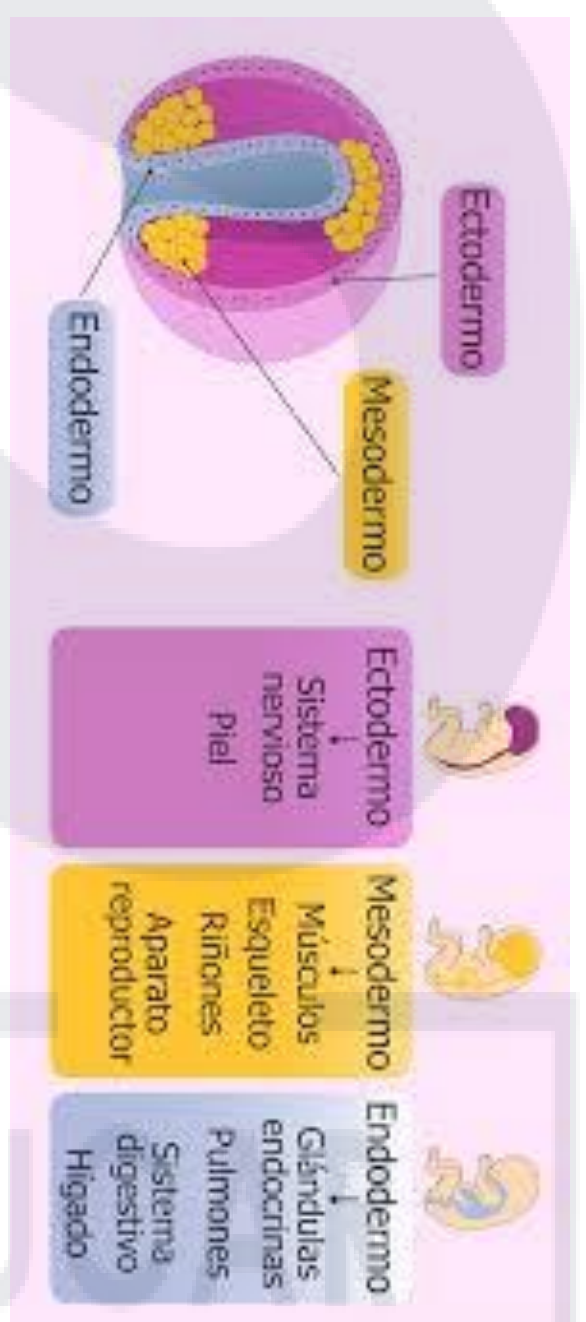 Ectodermo
Mesodermo
Endodermo
Ectodermo
Sistema
nervioso
Piel
Mesodermo
Músculos
Esqueleto
Riñones
Aparato
reproductor
Endodermo
Glándulas
endocrinas
Pulmones
Sistema
digestivo
Hígado